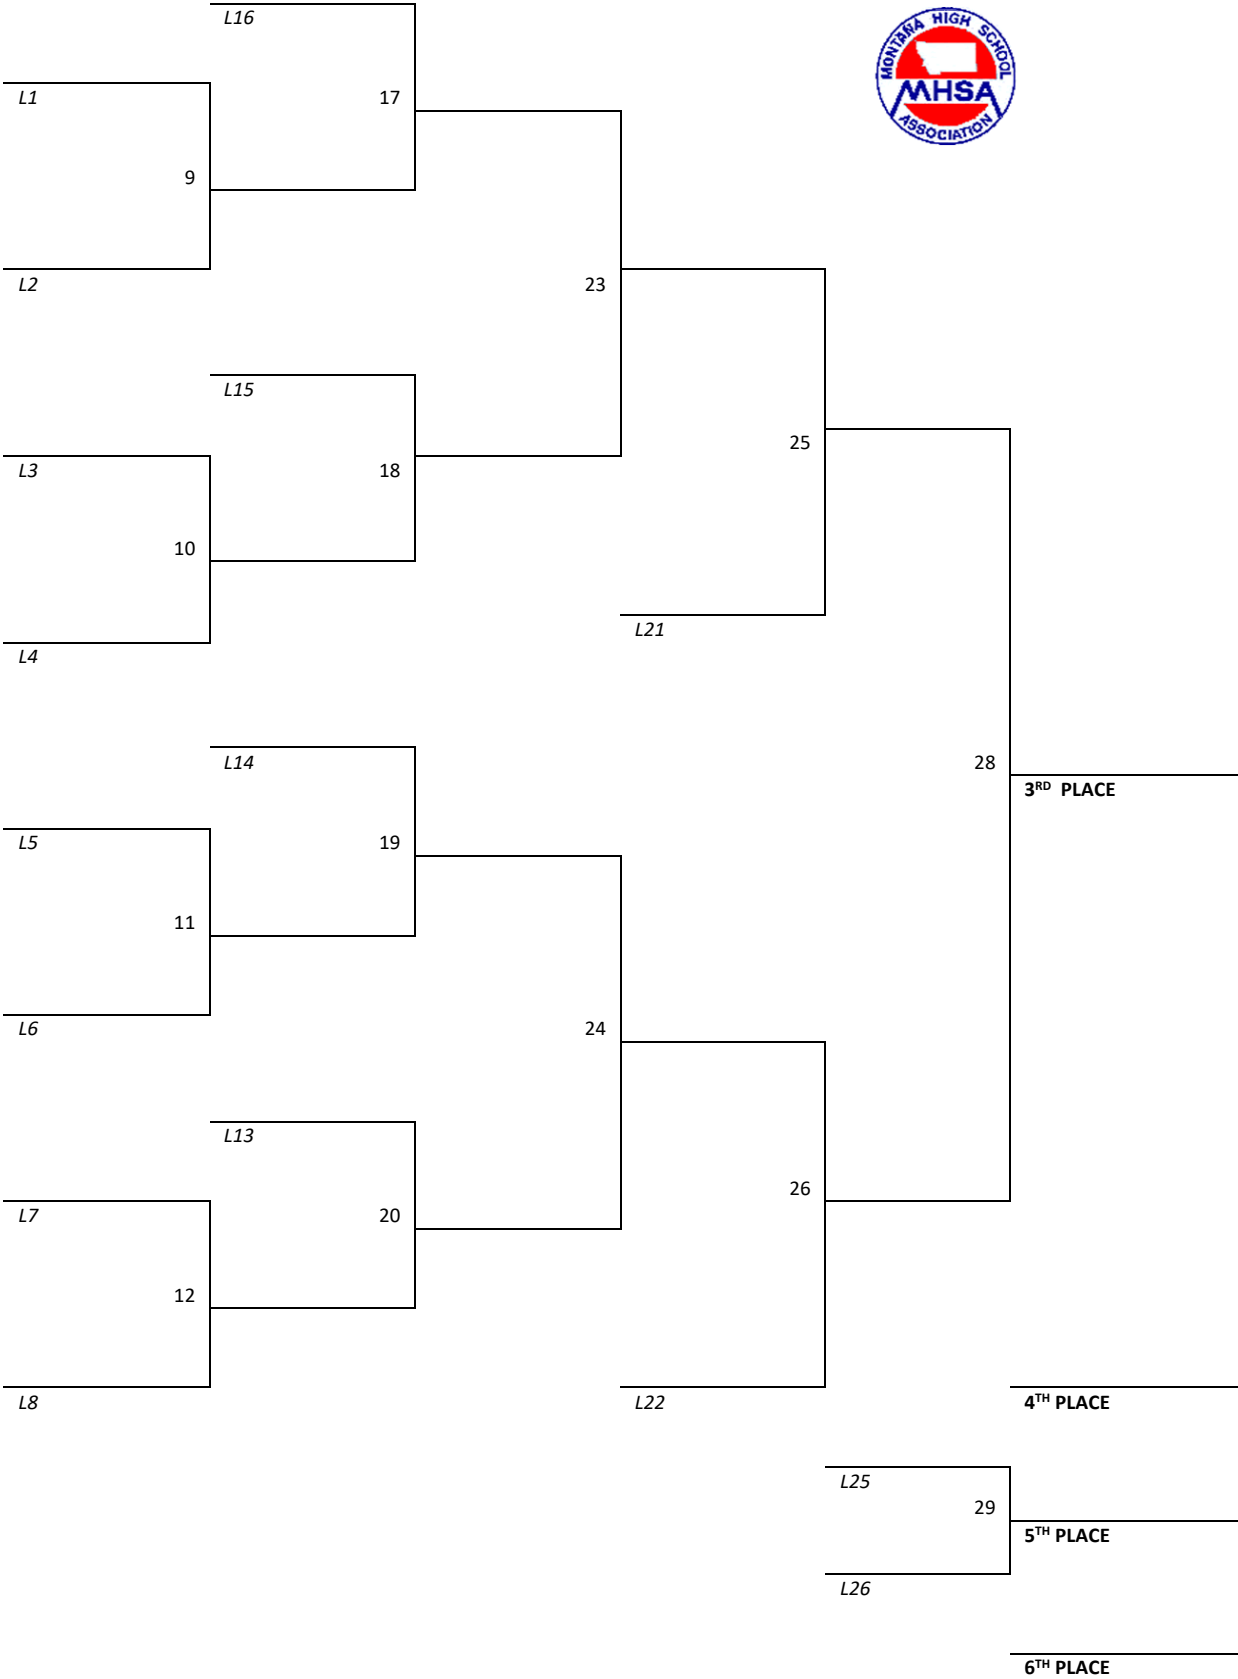 L16
MONTANA HIGH SCHOOL
MHSA
ASSOCIATION
L1
17
9
L2
23
L15
L3
18
25
10
L21
L4
L14
28
3RD PLACE
L5
19
11
L6
24
L13
26
L7
20
12
L8
L22
4TH PLACE
L25
29
5TH PLACE
L26
6TH PLACE